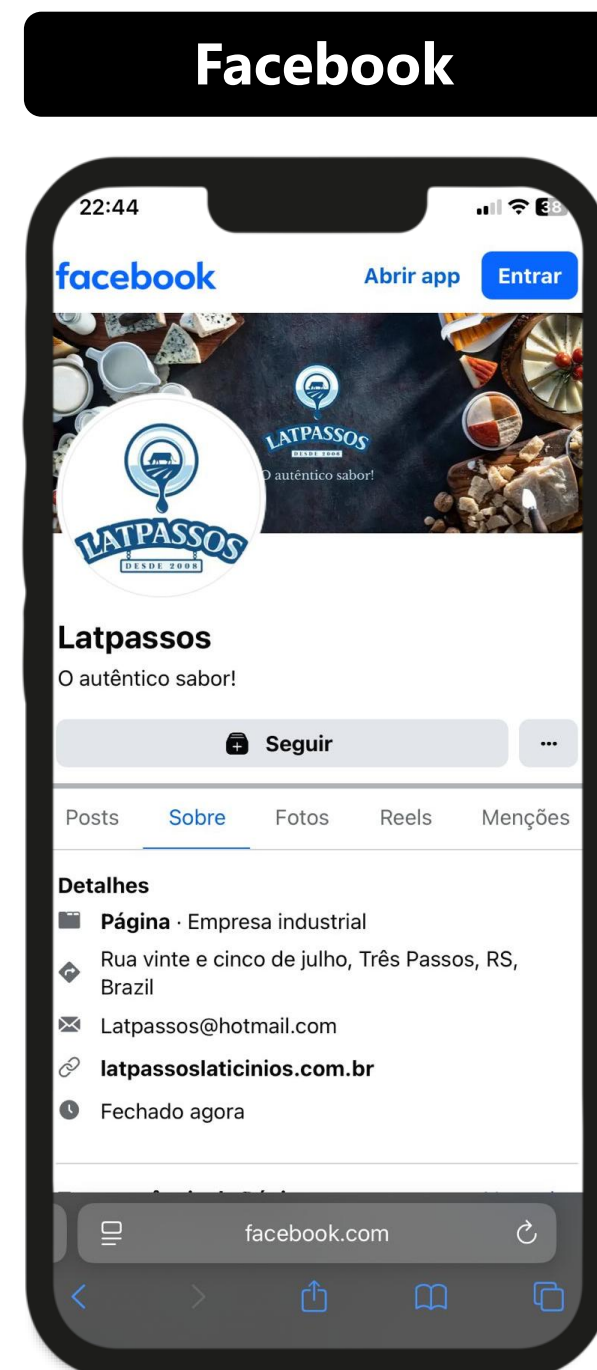 Facebook
22:44
38
facebook
Abrir app
Entrar
LATPASSOS
DESDE 2008
O autêntico sabor!
LATPASSOS
DESDE 2008
Latpassos
O autêntico sabor!
Seguir
Posts
Sobre
Fotos
Reels
Menções
Detalhes
Página · Empresa industrial
Rua vinte e cinco de julho, Três Passos, RS,
Brazil
Latpassos@hotmail.com
latpassoslaticinios.com.br
Fechado agora
facebook.com